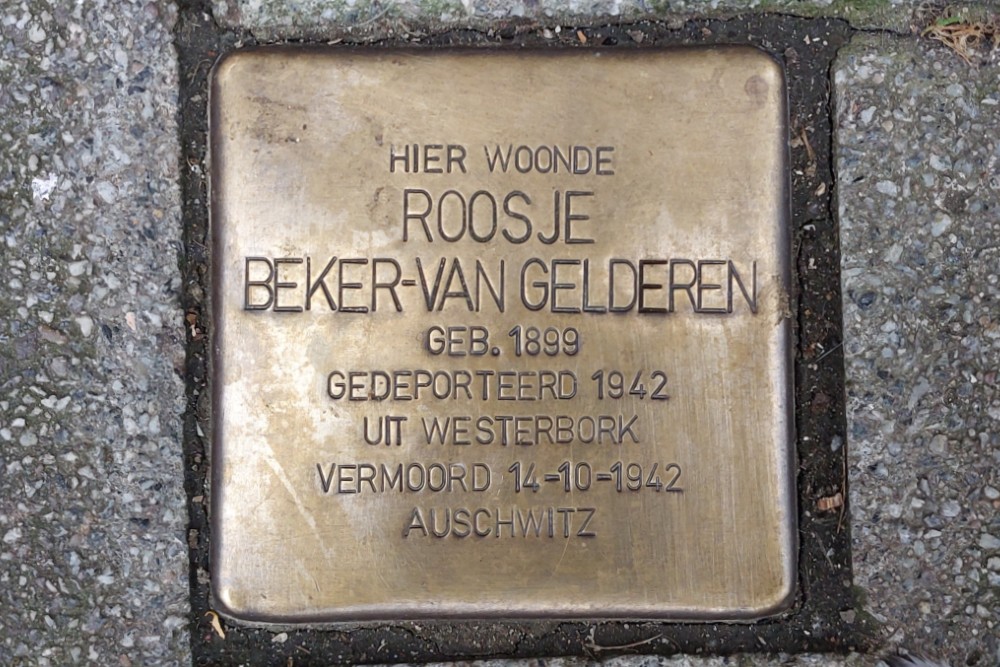 HIER WOONDE
ROOSJE
BEKER-VAN GELDEREN
GEB. 1899
GEDEPORTEERD 1942
UIT WESTERBORK
VERMOORD 14-10-1942
AUSCHWITZ